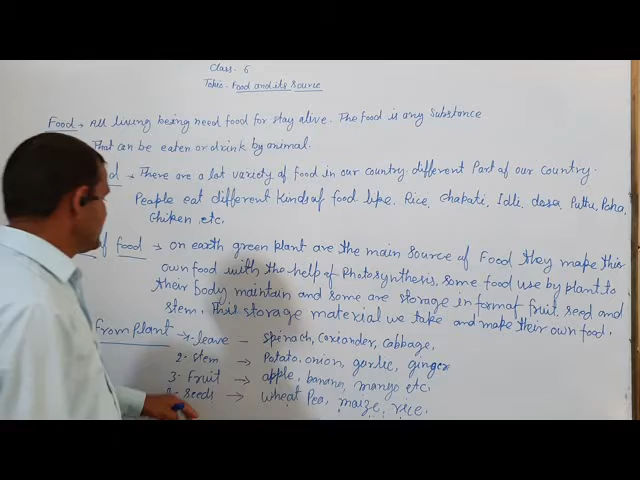 Class- 6
Topic- Food and its Source
Food → All living being need food for stay alive. The food is any Substance
That can be eaten or drink by animal.
→ There are a lot variety of food in our country. different Part of our country.
People eat different Kinds of food like. Rice, Chapati, Idli, dosa, Puttu, Poha,
Chiken, etc.
of food → on earth green plant are the main source of Food they make this
own food with the help of Photosynthesis, some food use by plant to
their body maintain and some are storage in form of fruit, seed and
stem. This storage material we take and make their own food.
From plant → 1- leave - Spenach, Coriander, Cabbage,
2- stem → Potato, onion, garlic, ginger
3- Fruit → apple, banana, mango etc.
seeds → wheat Pea, maize, rice.